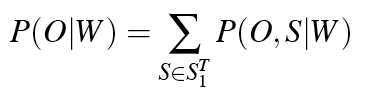 P(O|W) = ∑_{S∈S_1^T} P(O,S|W)